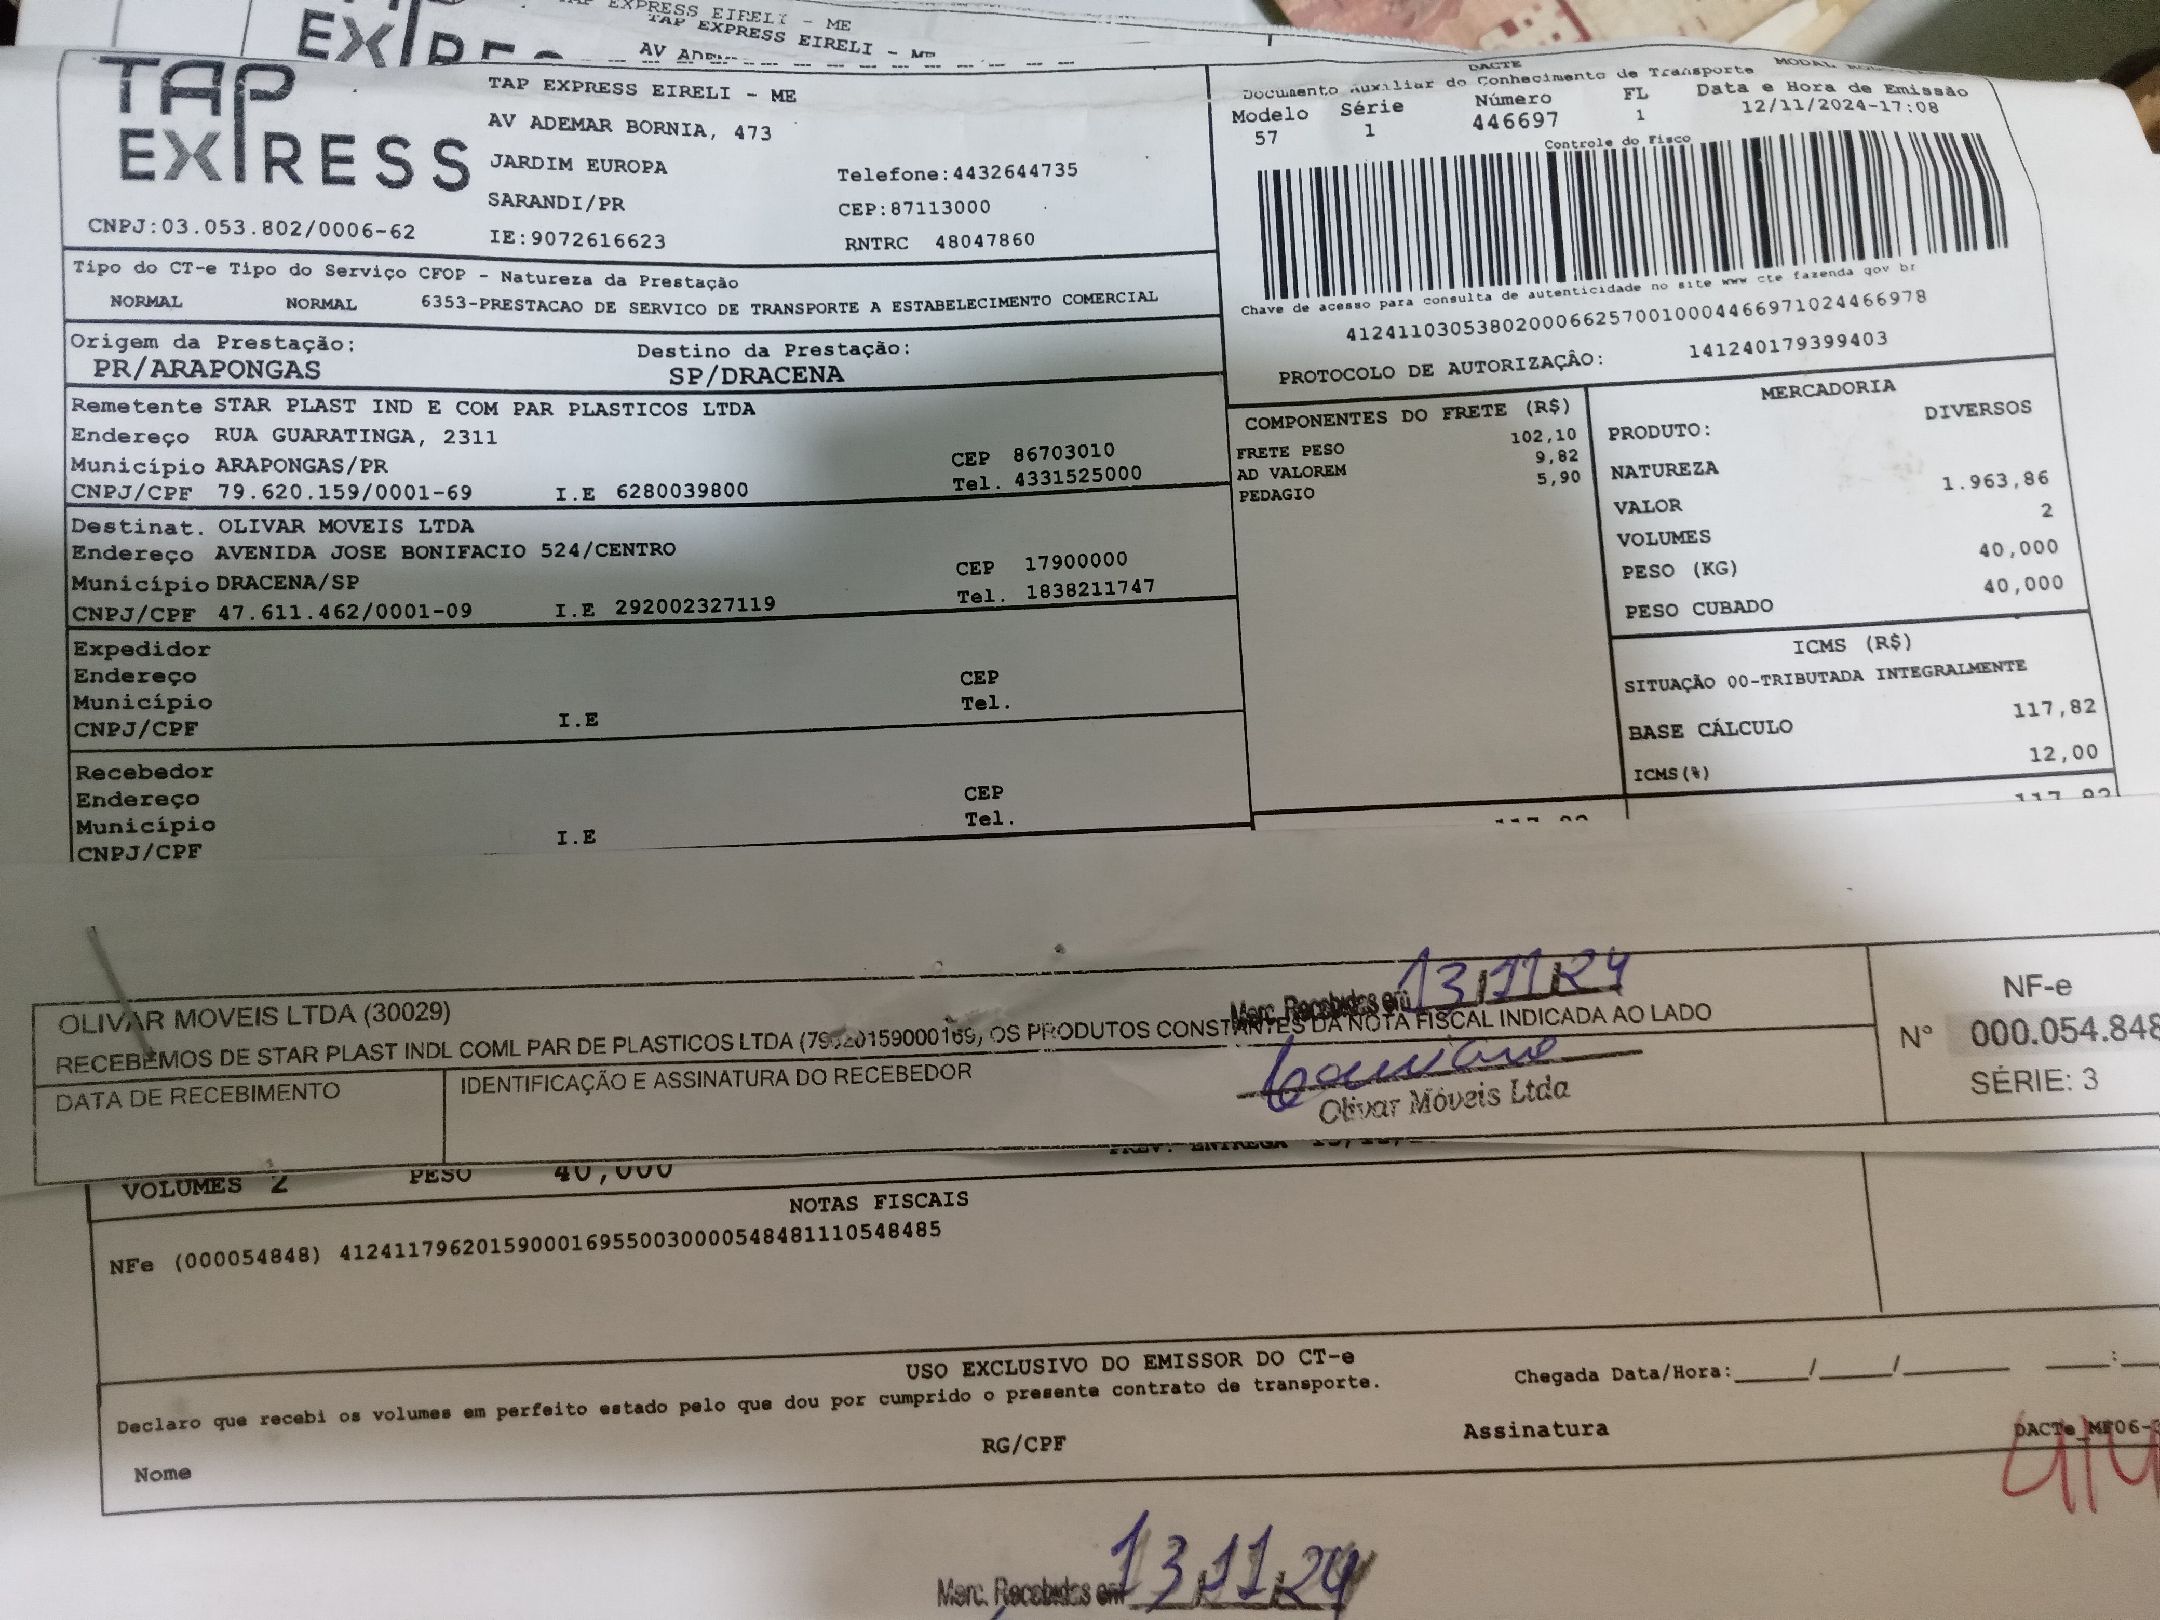 EXPRESS EIRELI - ME
TAP EXPRESS EIRELI - ME
TAP EXPRESS
TAP EXPRESS EIRELI - ME
AV ADEMAR BORNIA, 473
JARDIM EUROPA
Telefone:4432644735
SARANDI/PR
CEP:87113000
CNPJ:03.053.802/0006-62
IE:9072616623
RNTRC 48047860
DACTE
Documento Auxiliar do Conhecimento de Transporte
Modelo Série Número FL Data e Hora de Emissão
57 1 446697 1 12/11/2024-17:08
Controle do Fisco
Chave de acesso para consulta de autenticidade no site www cte fazenda gov br
41241103053802000662570010004466971024466978
PROTOCOLO DE AUTORIZAÇÃO: 141240179399403
Tipo do CT-e Tipo do Serviço CFOP - Natureza da Prestação
NORMAL NORMAL 6353-PRESTACAO DE SERVICO DE TRANSPORTE A ESTABELECIMENTO COMERCIAL
Origem da Prestação: Destino da Prestação:
PR/ARAPONGAS SP/DRACENA
Remetente STAR PLAST IND E COM PAR PLASTICOS LTDA
Endereço RUA GUARATINGA, 2311
Município ARAPONGAS/PR CEP 86703010
CNPJ/CPF 79.620.159/0001-69 I.E 6280039800 Tel. 4331525000
Destinat. OLIVAR MOVEIS LTDA
Endereço AVENIDA JOSE BONIFACIO 524/CENTRO
Município DRACENA/SP CEP 17900000
CNPJ/CPF 47.611.462/0001-09 I.E 292002327119 Tel. 1838211747
Expedidor
Endereço CEP
Município Tel.
CNPJ/CPF I.E
Recebedor
Endereço CEP
Município Tel.
CNPJ/CPF I.E
COMPONENTES DO FRETE (R$)
FRETE PESO 102,10
AD VALOREM 9,82
PEDAGIO 5,90
MERCADORIA
PRODUTO: DIVERSOS
NATUREZA
VALOR 1.963,86
VOLUMES 2
PESO (KG) 40,000
PESO CUBADO 40,000
ICMS (R$)
SITUAÇÃO 00-TRIBUTADA INTEGRALMENTE
BASE CÁLCULO 117,82
ICMS(%) 12,00
OLIVAR MOVEIS LTDA (30029)
Merc. Recebidas em 13/11/24
RECEBEMOS DE STAR PLAST INDL COML PAR DE PLASTICOS LTDA (79620159000169) OS PRODUTOS CONSTANTES DA NOTA FISCAL INDICADA AO LADO
DATA DE RECEBIMENTO
IDENTIFICAÇÃO E ASSINATURA DO RECEBEDOR
Olivar Móveis Ltda
NF-e
N° 000.054.848
SÉRIE: 3
PREV. ENTREGA
VOLUMES 2 PESO 40,000
NOTAS FISCAIS
NFe (000054848) 41241179620159000169550030000548481110548485
USO EXCLUSIVO DO EMISSOR DO CT-e
Declaro que recebi os volumes em perfeito estado pelo que dou por cumprido o presente contrato de transporte.
Chegada Data/Hora:
Nome RG/CPF Assinatura
DACTe_MF06-
Merc. Recebidas em 13/11/24